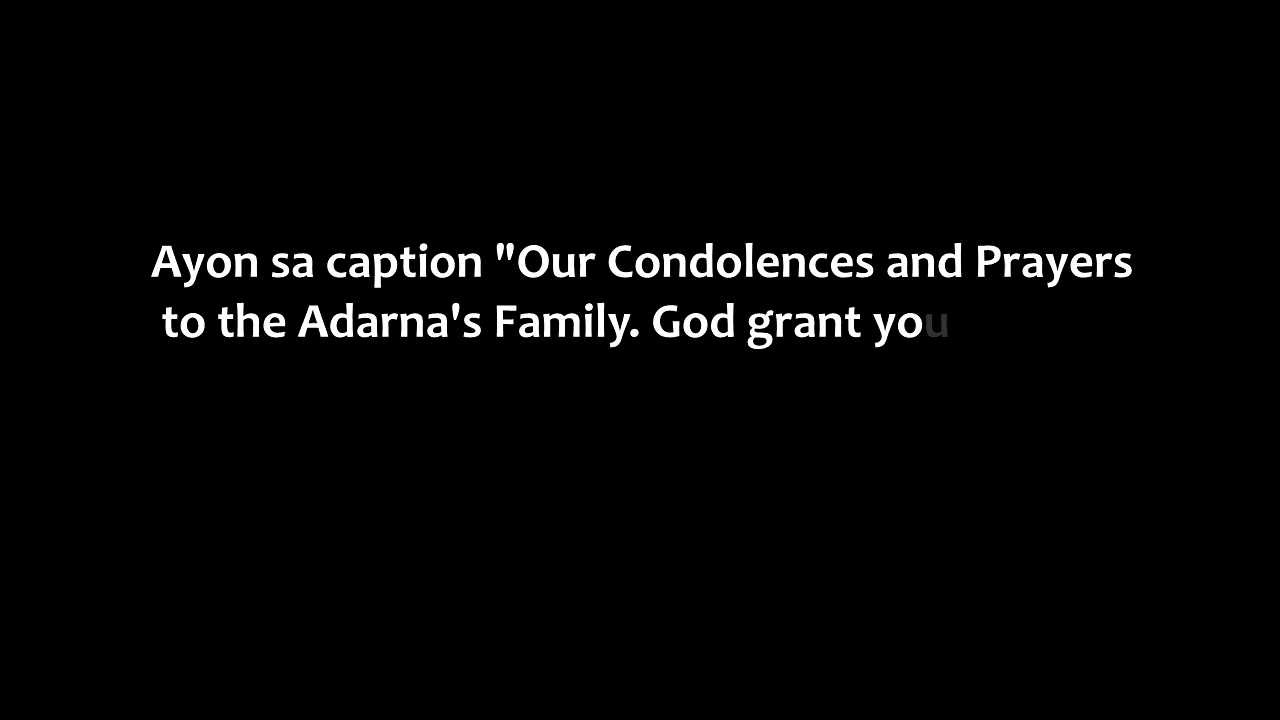 Ayon sa caption "Our Condolences and Prayers
to the Adarna's Family. God grant you